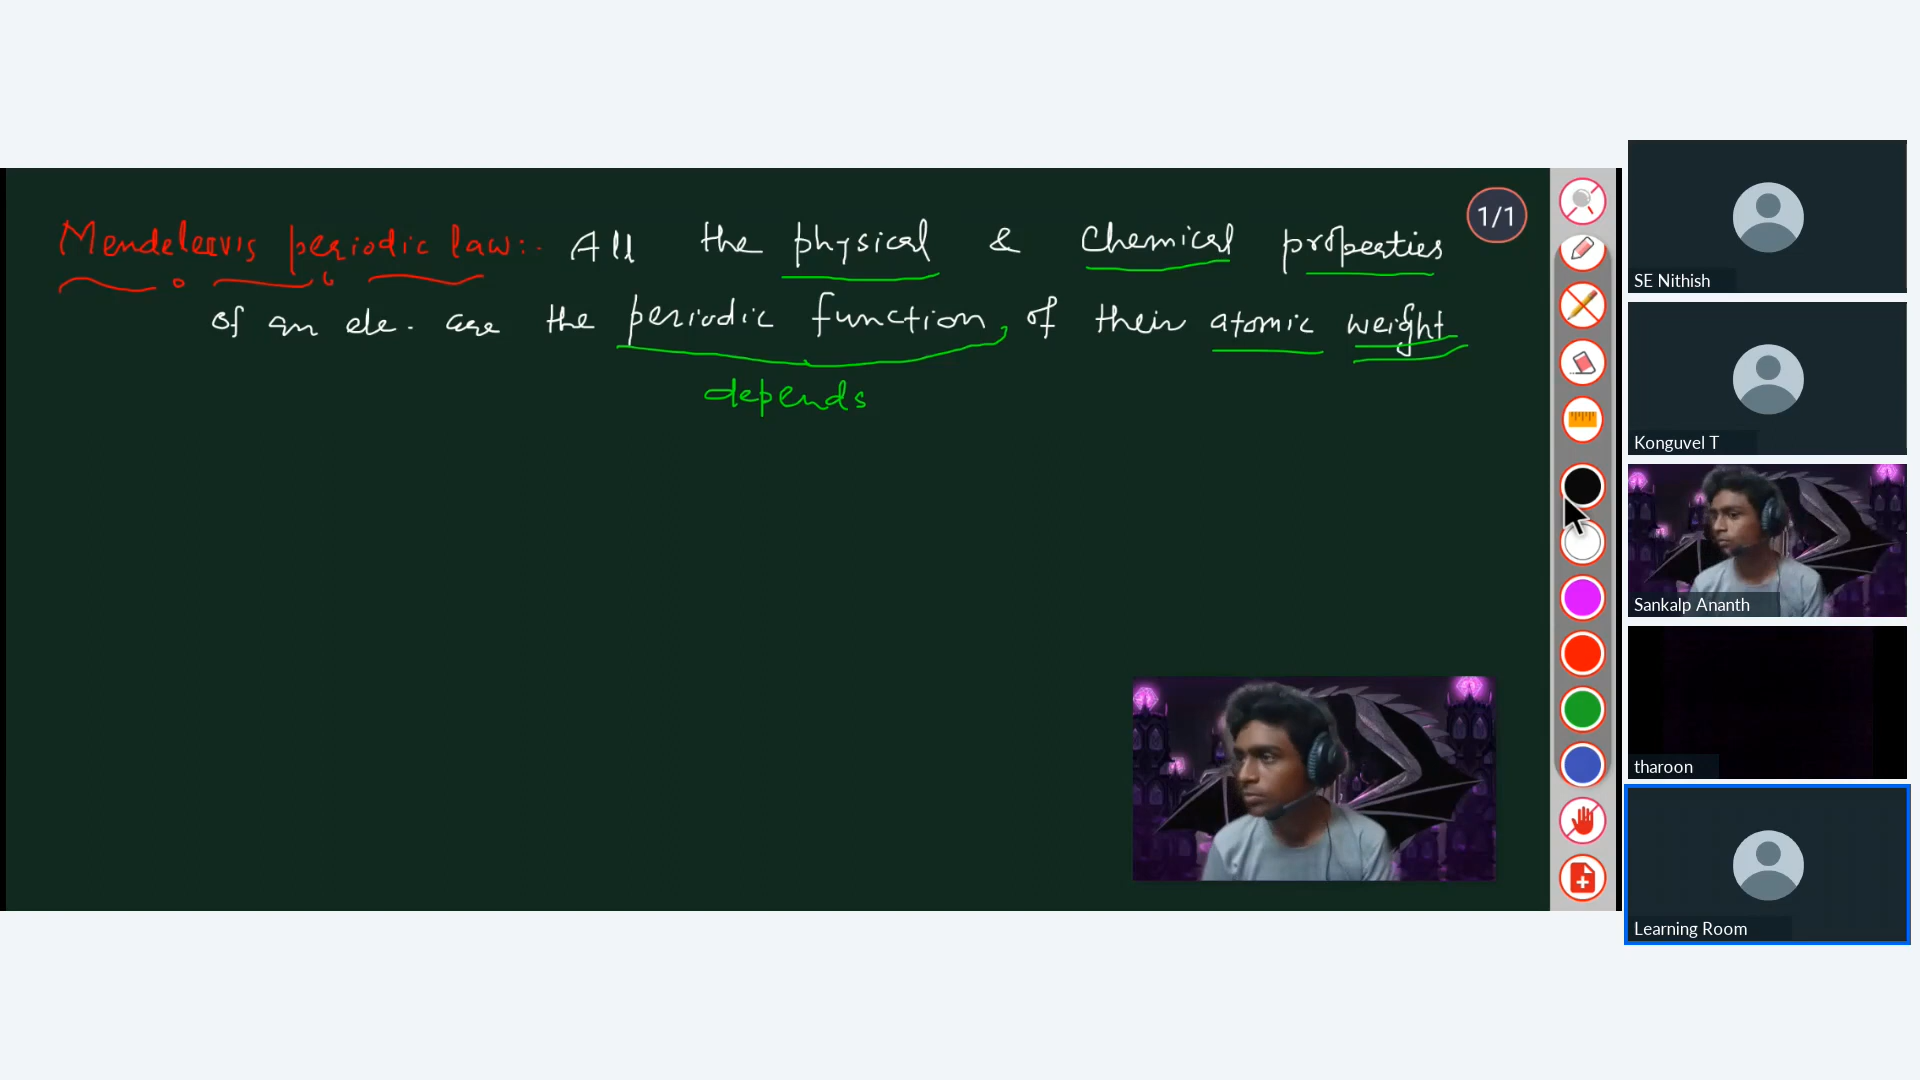 Mendeleevis periodic law:- All the physical & Chemical properties
of an ele. are the periodic function, of their atomic weight
depends
1/1
SE Nithish
Konguvel T
Sankalp Ananth
tharoon
Learning Room